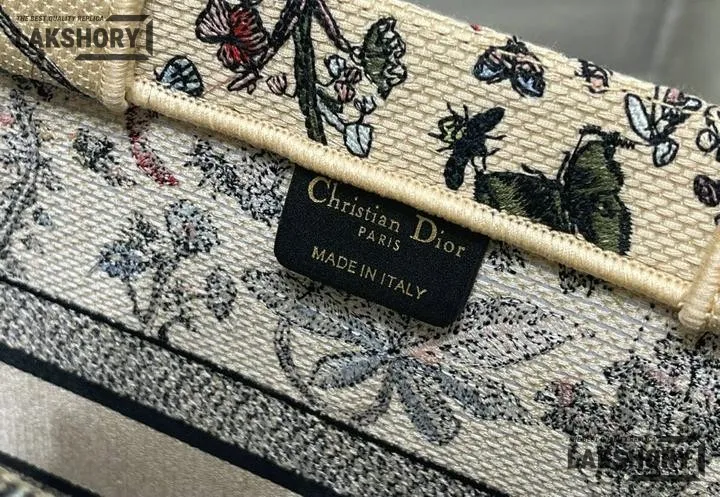 THE BEST QUALITY REPLICA
AKSHORY
Christian Dior
PARIS
MADE IN ITALY
AKSHORY